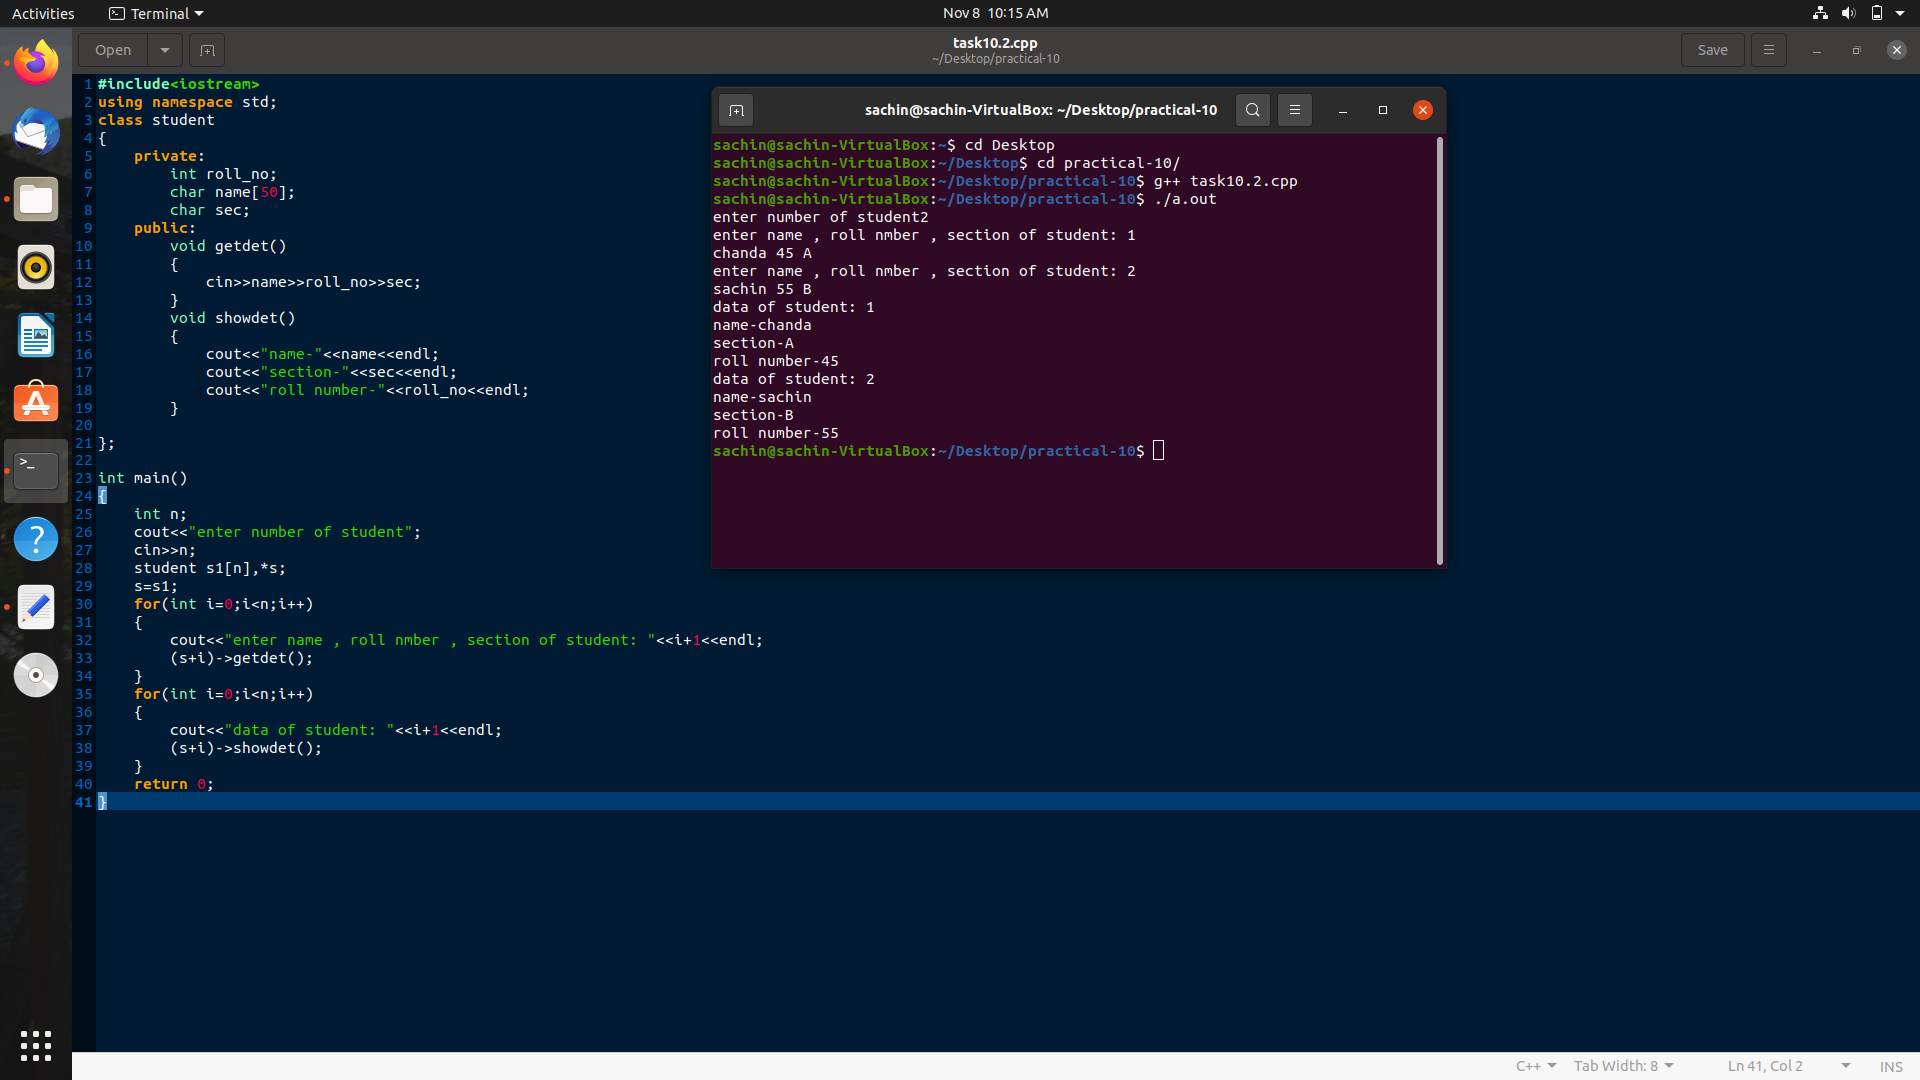 Activities Terminal Nov 8 10:15 AM
Open task10.2.cpp Save
~/Desktop/practical-10
1 #include<iostream>
2 using namespace std;
3 class student
4 {
5 private:
6 int roll_no;
7 char name[50];
8 char sec;
9 public:
10 void getdet()
11 {
12 cin>>name>>roll_no>>sec;
13 }
14 void showdet()
15 {
16 cout<<"name-"<<name<<endl;
17 cout<<"section-"<<sec<<endl;
18 cout<<"roll number-"<<roll_no<<endl;
19 }
20
21 };
22
23 int main()
24 {
25 int n;
26 cout<<"enter number of student";
27 cin>>n;
28 student s1[n],*s;
29 s=s1;
30 for(int i=0;i<n;i++)
31 {
32 cout<<"enter name , roll nmber , section of student: "<<i+1<<endl;
33 (s+i)->getdet();
34 }
35 for(int i=0;i<n;i++)
36 {
37 cout<<"data of student: "<<i+1<<endl;
38 (s+i)->showdet();
39 }
40 return 0;
41 }
sachin@sachin-VirtualBox: ~/Desktop/practical-10
sachin@sachin-VirtualBox:~$ cd Desktop
sachin@sachin-VirtualBox:~/Desktop$ cd practical-10/
sachin@sachin-VirtualBox:~/Desktop/practical-10$ g++ task10.2.cpp
sachin@sachin-VirtualBox:~/Desktop/practical-10$ ./a.out
enter number of student2
enter name , roll nmber , section of student: 1
chanda 45 A
enter name , roll nmber , section of student: 2
sachin 55 B
data of student: 1
name-chanda
section-A
roll number-45
data of student: 2
name-sachin
section-B
roll number-55
sachin@sachin-VirtualBox:~/Desktop/practical-10$
C++ Tab Width: 8 Ln 41, Col 2 INS